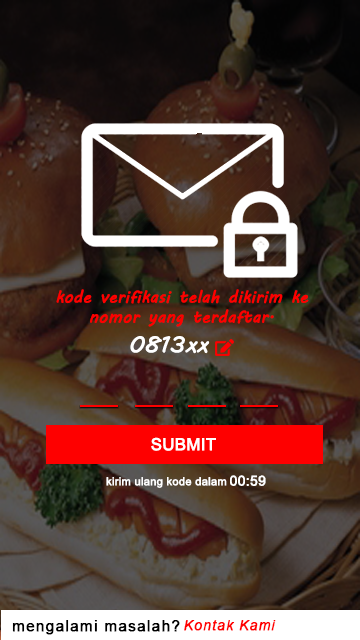 kode verifikasi telah dikirim ke
nomor yang terdaftar
0813xx
SUBMIT
kirim ulang kode dalam 00:59
mengalami masalah? Kontak Kami